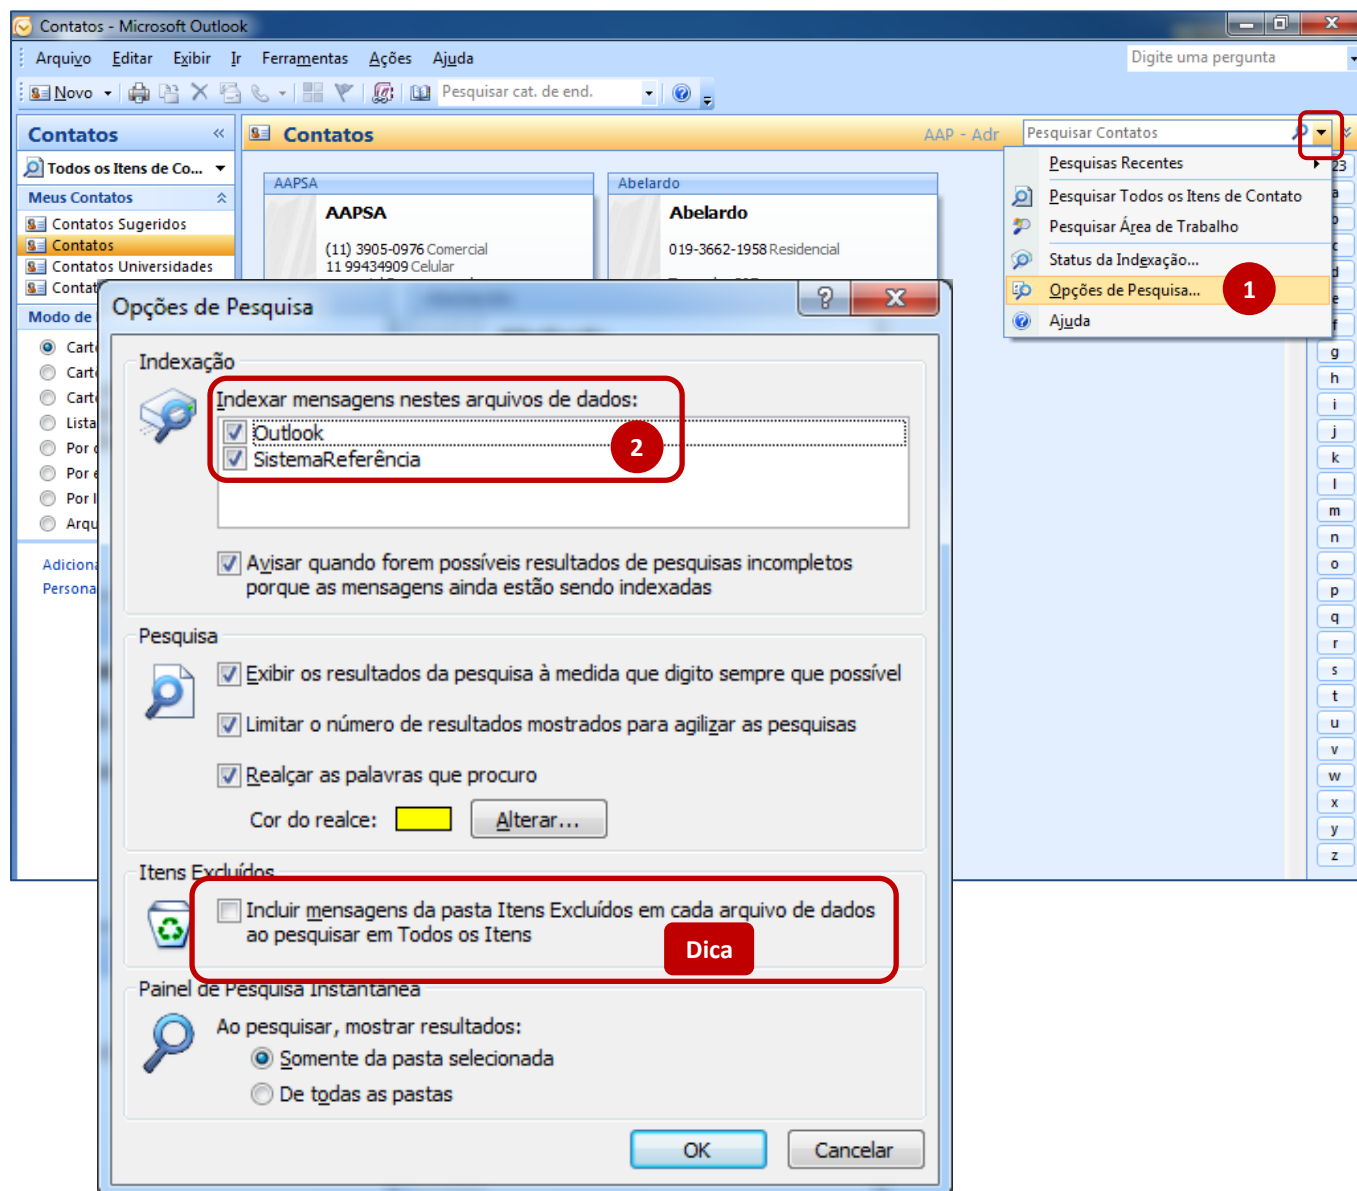 Contatos - Microsoft Outlook
Arquivo Editar Exibir Ir Ferramentas Ações Ajuda
Digite uma pergunta
Novo
Pesquisar cat. de end.
Contatos «
Contatos
AAP - Adr
Pesquisar Contatos
Todos os Itens de Co...
Meus Contatos
Contatos Sugeridos
Contatos
Contatos Universidades
Modo de
Adiciona
Persona
AAPSA
AAPSA
(11) 3905-0976 Comercial
11 99434909 Celular
Abelardo
Abelardo
019-3662-1958 Residencial
Pesquisas Recentes
Pesquisar Todos os Itens de Contato
Pesquisar Área de Trabalho
Status da Indexação...
Opções de Pesquisa... 1
Ajuda
23
a
c
d
e
f
g
h
i
j
k
l
m
n
o
p
q
r
s
t
u
v
w
x
y
z
Opções de Pesquisa
Indexação
Indexar mensagens nestes arquivos de dados:
Outlook
SistemaReferência
2
Avisar quando forem possíveis resultados de pesquisas incompletos
porque as mensagens ainda estão sendo indexadas
Pesquisa
Exibir os resultados da pesquisa à medida que digito sempre que possível
Limitar o número de resultados mostrados para agilizar as pesquisas
Realçar as palavras que procuro
Cor do realce: Alterar...
Itens Excluídos
Incluir mensagens da pasta Itens Excluídos em cada arquivo de dados
ao pesquisar em Todos os Itens
Dica
Painel de Pesquisa Instantânea
Ao pesquisar, mostrar resultados:
Somente da pasta selecionada
De todas as pastas
OK Cancelar